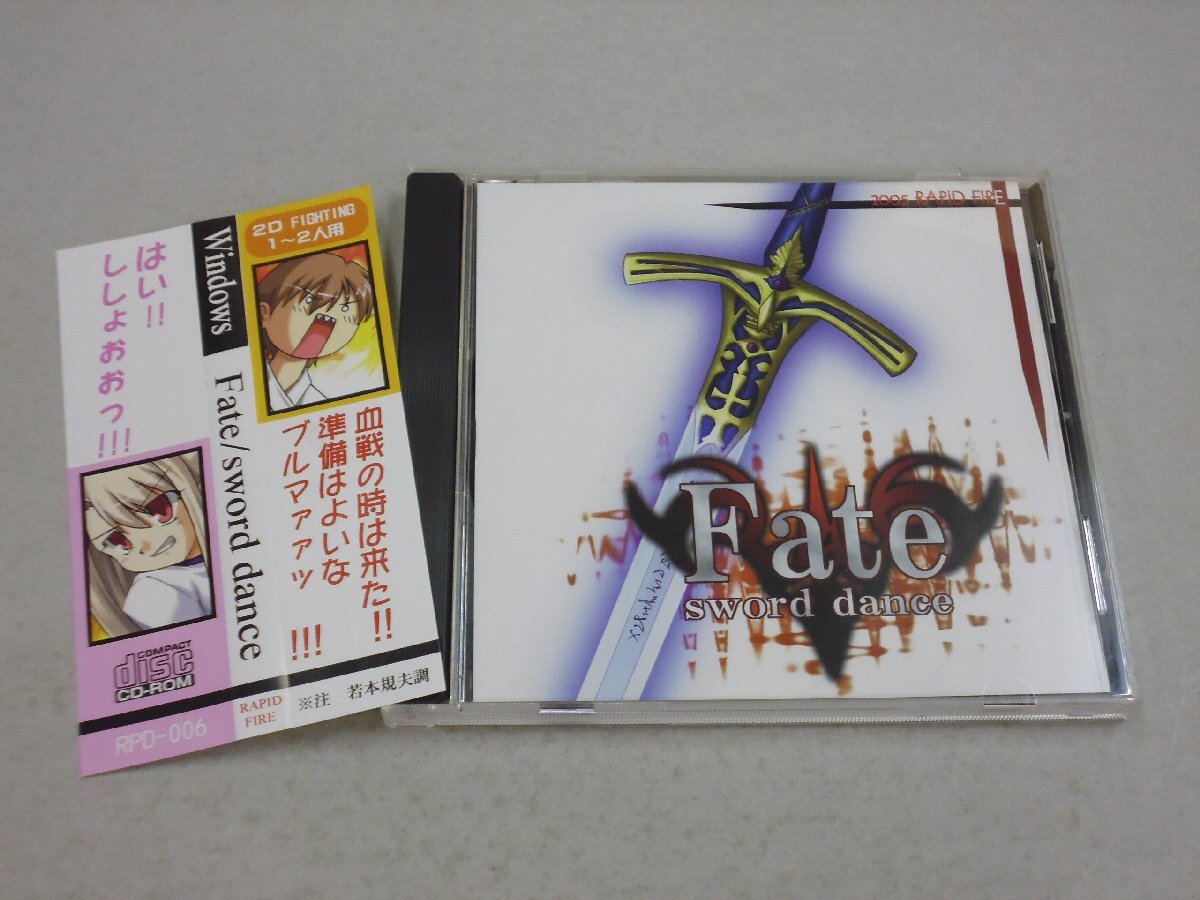 はい!!
ししょおおっ!!!
COMPACT
disc
CD-ROM
RPD-006
Windows
Fate/sword dance
RAPID
FIRE
2D FIGHTING
1〜2人用
血戦の時は来た!!
準備はよいな
ブルマァァァッ!!!
※注 若本規夫調
2005 RAPID FIRE
Fate
sword dance